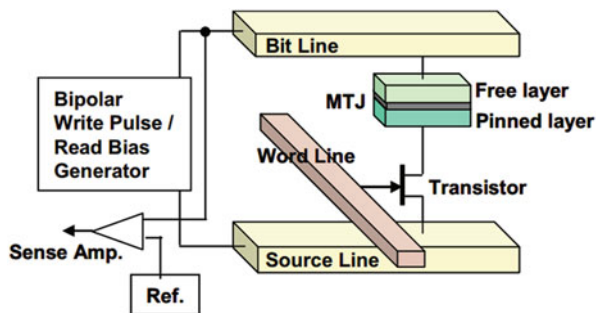 Bit Line
Bipolar
Write Pulse /
Read Bias
Generator
MTJ
Free layer
Pinned layer
Word Line
Transistor
Sense Amp.
Source Line
Ref.